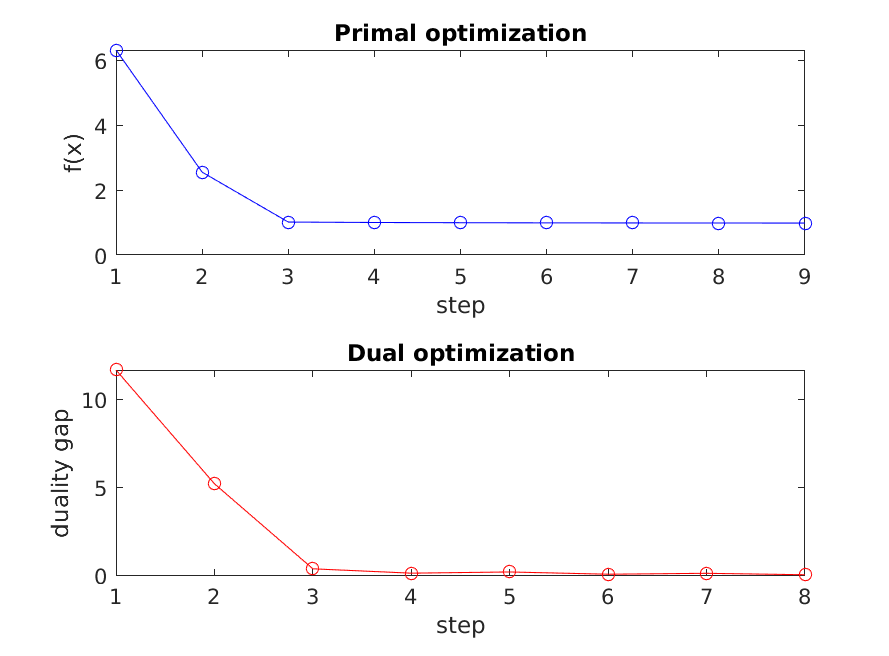 Primal optimization
6
4
2
0
f(x)
1 2 3 4 5 6 7 8 9
step
Dual optimization
10
5
0
duality gap
1 2 3 4 5 6 7 8
step